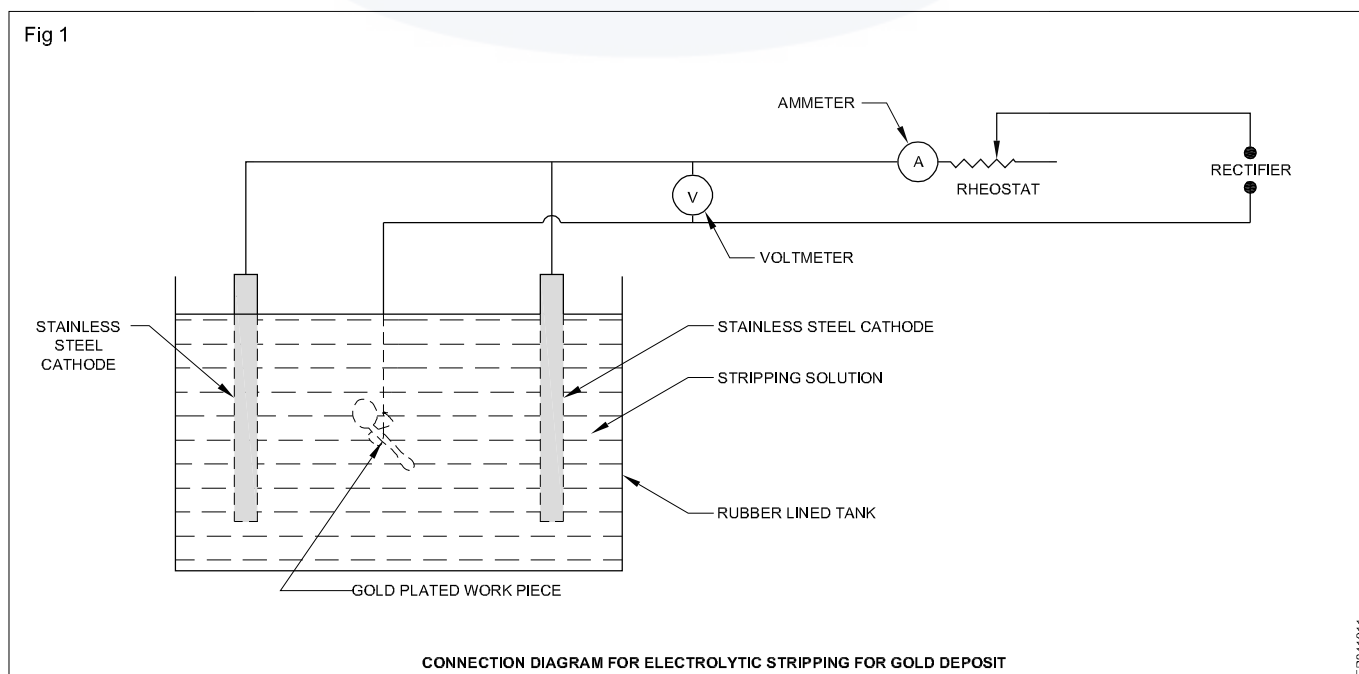 Fig 1
AMMETER
A
RHEOSTAT
RECTIFIER
V
VOLTMETER
STAINLESS
STEEL
CATHODE
STAINLESS STEEL CATHODE
STRIPPING SOLUTION
RUBBER LINED TANK
GOLD PLATED WORK PIECE
CONNECTION DIAGRAM FOR ELECTROLYTIC STRIPPING FOR GOLD DEPOSIT